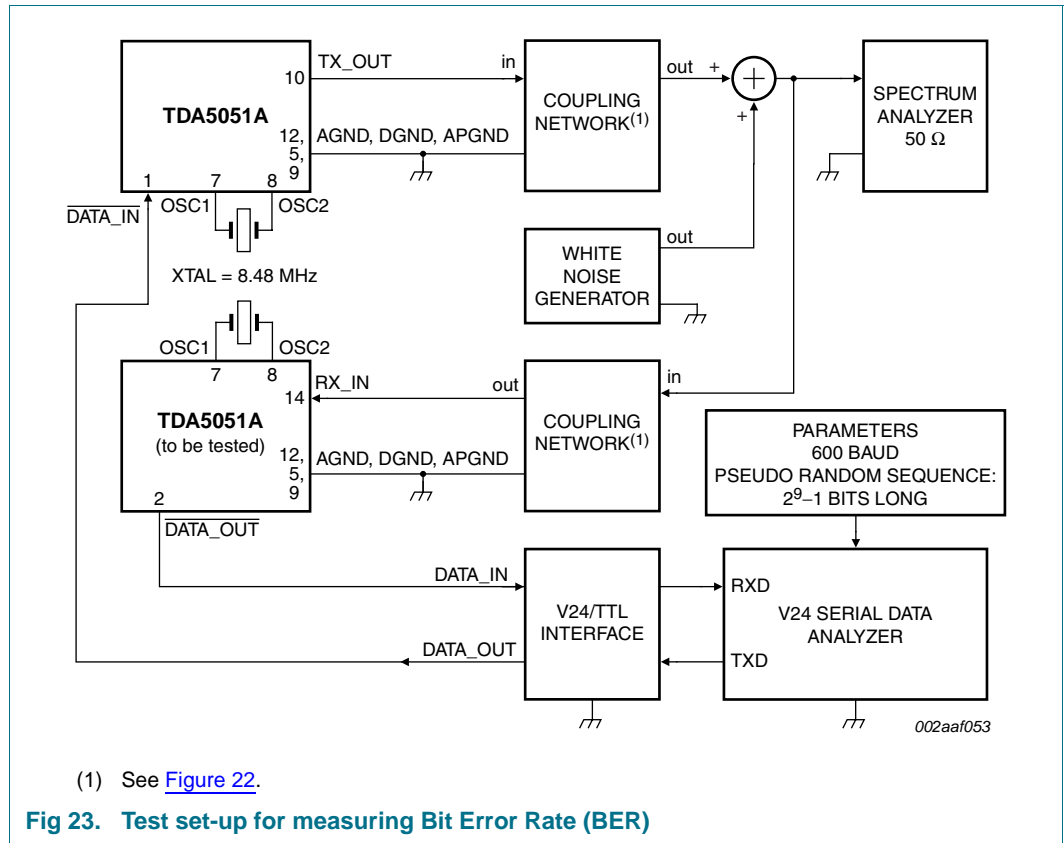 TX_OUT
in
out
+
10
TDA5051A
COUPLING
NETWORK(1)
+
+
SPECTRUM
ANALYZER
50 Ω
12,
5,
9
AGND, DGND, APGND
1
7
8
DATA_IN
OSC1
OSC2
out
WHITE
NOISE
GENERATOR
XTAL = 8.48 MHz
OSC1
OSC2
7
8
RX_IN
out
in
14
TDA5051A
(to be tested)
COUPLING
NETWORK(1)
12,
5,
9
AGND, DGND, APGND
PARAMETERS
600 BAUD
PSEUDO RANDOM SEQUENCE:
2⁹–1 BITS LONG
2
DATA_OUT
DATA_IN
V24/TTL
INTERFACE
RXD
V24 SERIAL DATA
ANALYZER
DATA_OUT
TXD
002aaf053
(1) See Figure 22.
Fig 23. Test set-up for measuring Bit Error Rate (BER)